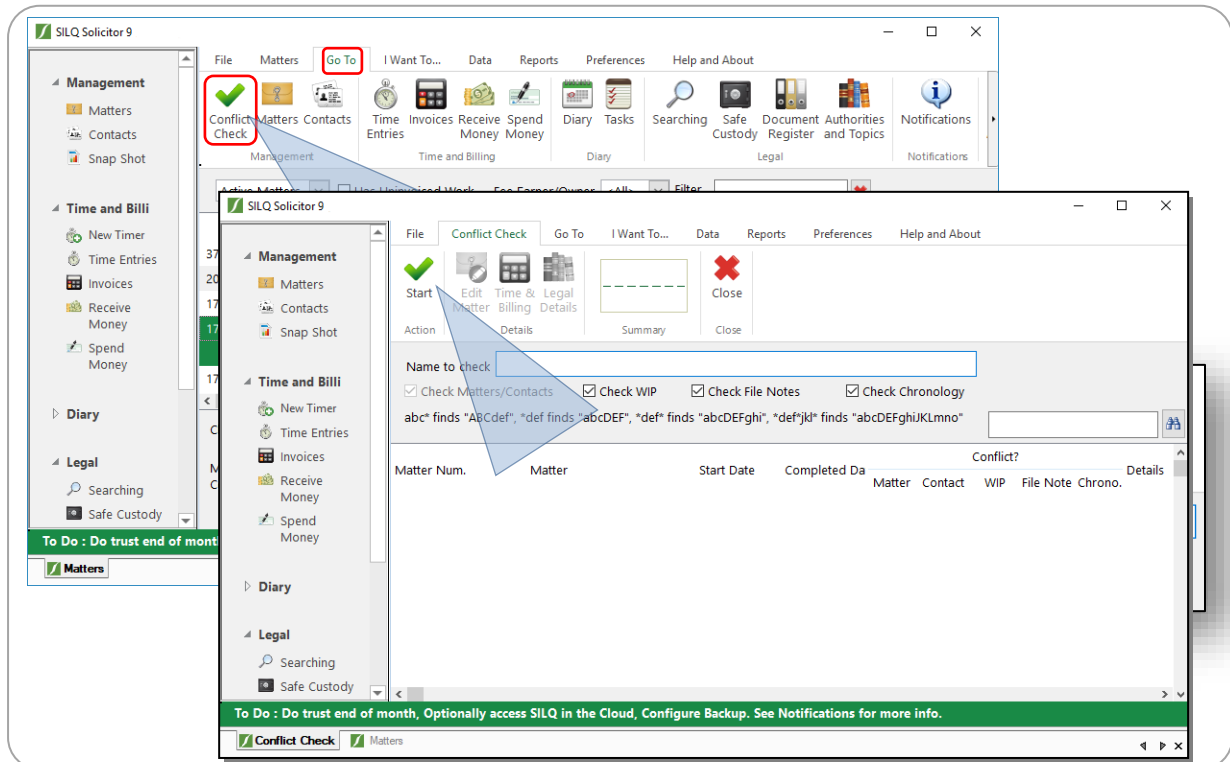 SILQ Solicitor 9
File Matters Go To I Want To... Data Reports Preferences Help and About
Management
Matters
Contacts
Snap Shot
Time and Billi
New Timer
Time Entries
Invoices
Receive
Money
Spend
Money
Diary
Legal
Searching
Safe Custody
Conflict
Check
Matters
Contacts
Time
Entries
Invoices
Receive
Money
Spend
Money
Diary
Tasks
Searching
Safe
Custody
Document
Register
Authorities
and Topics
Notifications
Management Time and Billing Diary Legal Notifications
Active Matters Has Uninvoiced Work Fee Earner/Owner <All> Filter
37
20
17
17
17
C
M
C
To Do : Do trust end of mont
Matters
SILQ Solicitor 9
File Conflict Check Go To I Want To... Data Reports Preferences Help and About
Management
Matters
Contacts
Snap Shot
Time and Billi
New Timer
Time Entries
Invoices
Receive
Money
Spend
Money
Diary
Legal
Searching
Safe Custody
Start
Edit
Matter
Time &
Billing
Legal
Details
Close
Action Details Summary Close
Name to check
Check Matters/Contacts Check WIP Check File Notes Check Chronology
abc* finds "ABCdef", *def finds "abcDEF", *def* finds "abcDEFghi", *def*jkl* finds "abcDEFghiJKLmno"
Conflict?
Matter Num. Matter Start Date Completed Da Details
Matter Contact WIP File Note Chrono.
To Do : Do trust end of month, Optionally access SILQ in the Cloud, Configure Backup. See Notifications for more info.
Conflict Check Matters